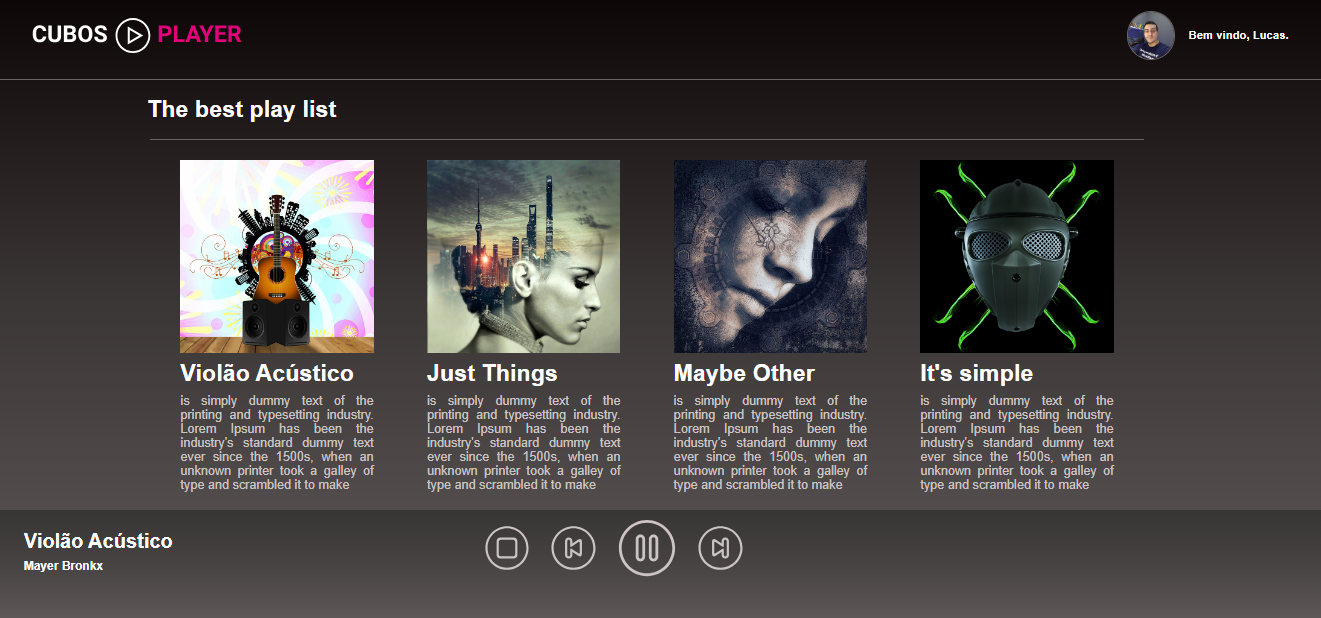 CUBOS PLAYER
Bem vindo, Lucas.
The best play list
Violão Acústico
is simply dummy text of the
printing and typesetting industry.
Lorem Ipsum has been the
industry's standard dummy text
ever since the 1500s, when an
unknown printer took a galley of
type and scrambled it to make
Just Things
is simply dummy text of the
printing and typesetting industry.
Lorem Ipsum has been the
industry's standard dummy text
ever since the 1500s, when an
unknown printer took a galley of
type and scrambled it to make
Maybe Other
is simply dummy text of the
printing and typesetting industry.
Lorem Ipsum has been the
industry's standard dummy text
ever since the 1500s, when an
unknown printer took a galley of
type and scrambled it to make
It's simple
is simply dummy text of the
printing and typesetting industry.
Lorem Ipsum has been the
industry's standard dummy text
ever since the 1500s, when an
unknown printer took a galley of
type and scrambled it to make
Violão Acústico
Mayer Bronkx